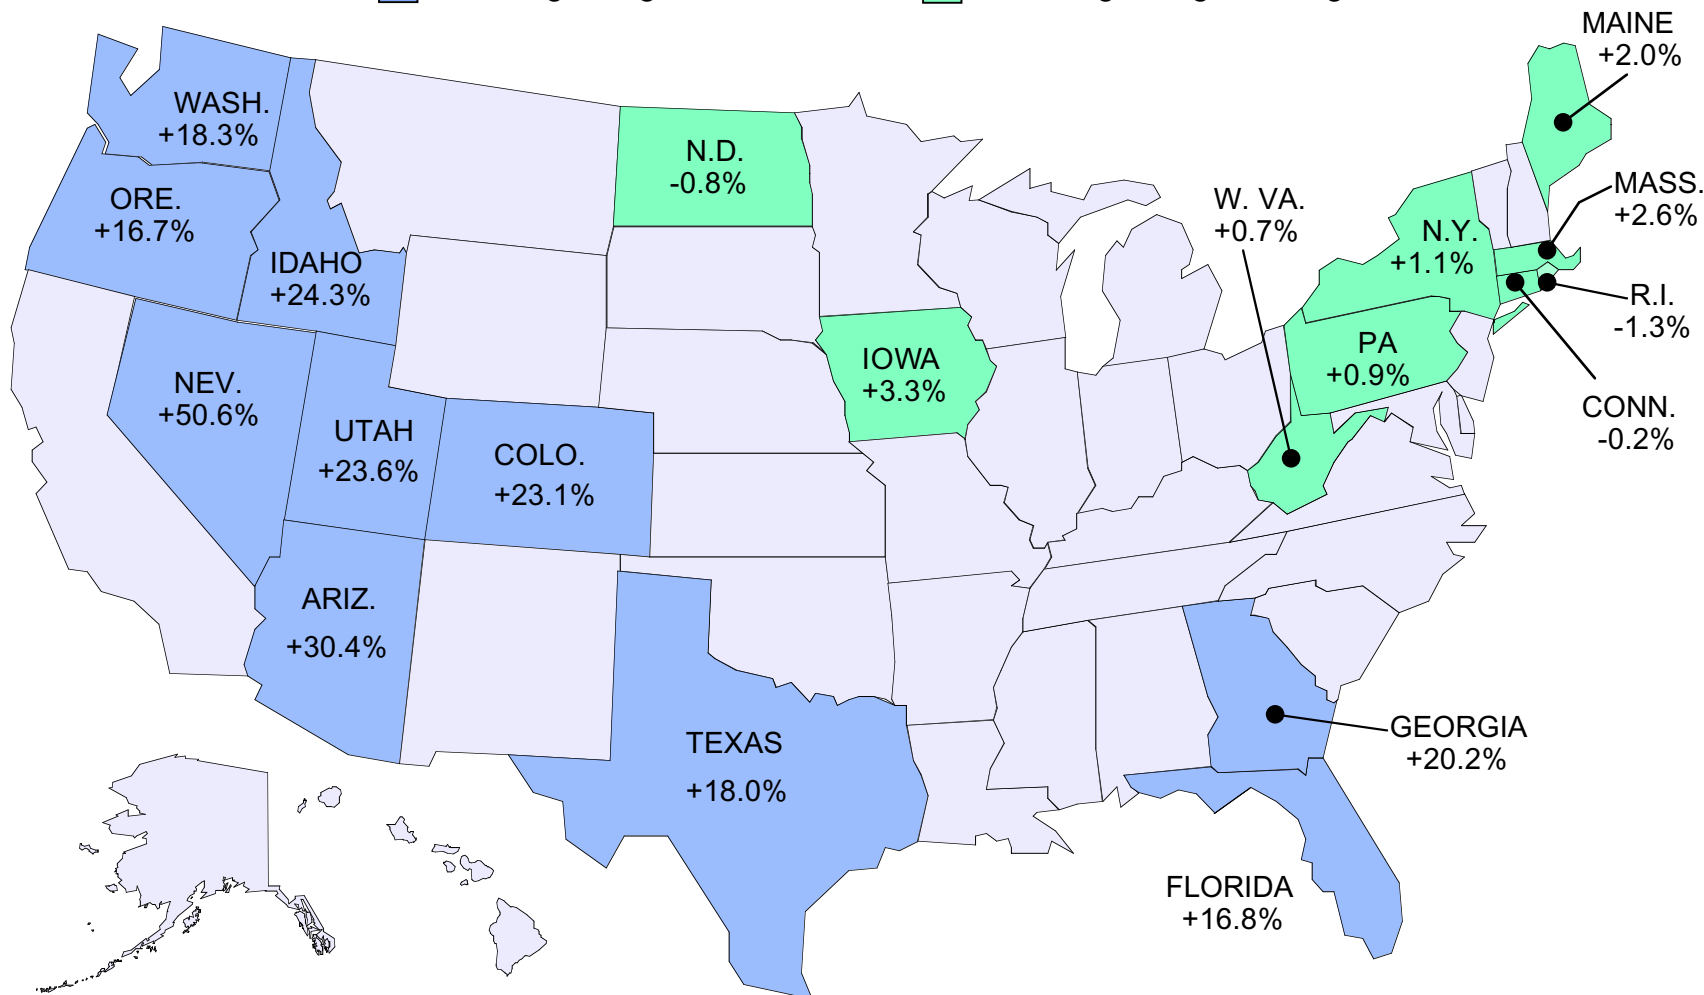 MAINE
+2.0%
WASH.
+18.3%
N.D.
-0.8%
MASS.
+2.6%
ORE.
+16.7%
W. VA.
+0.7%
N.Y.
+1.1%
IDAHO
+24.3%
R.I.
-1.3%
PA
+0.9%
IOWA
+3.3%
NEV.
+50.6%
CONN.
-0.2%
UTAH
+23.6%
COLO.
+23.1%
ARIZ.
+30.4%
TEXAS
+18.0%
GEORGIA
+20.2%
FLORIDA
+16.8%